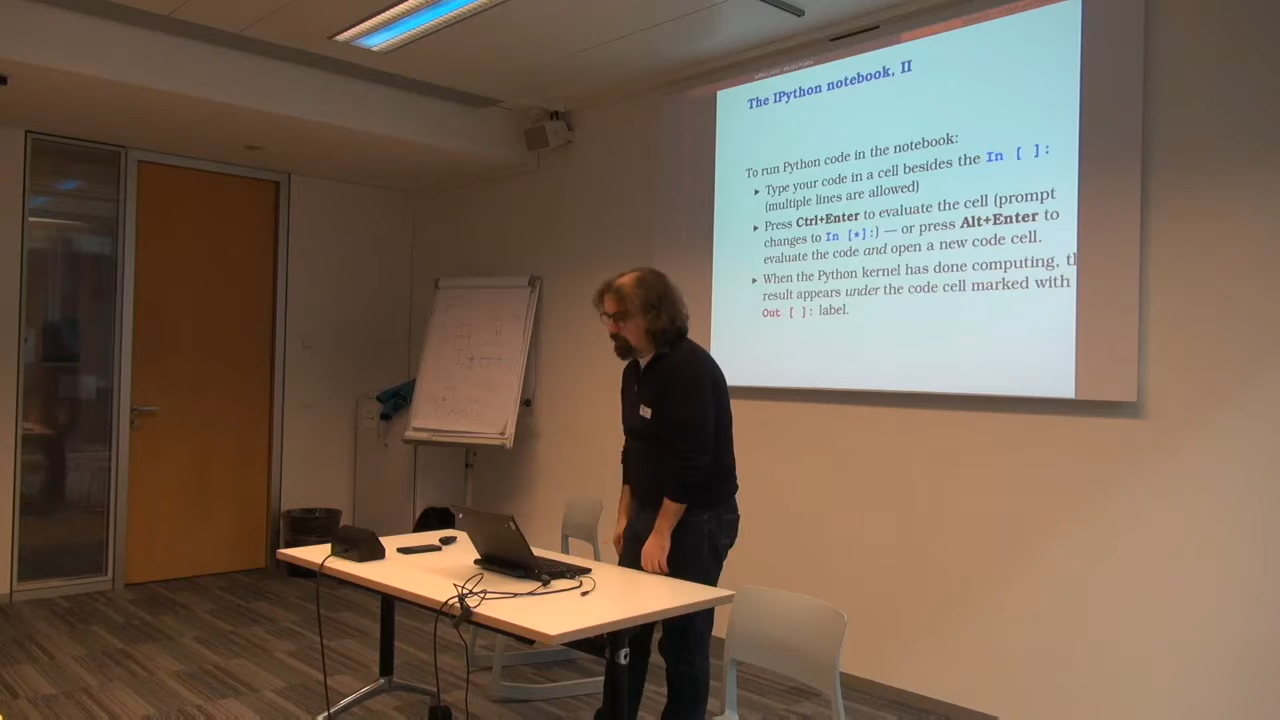 The IPython notebook, II
To run Python code in the notebook:
▸ Type your code in a cell besides the In [ ]:
(multiple lines are allowed)
▸ Press Ctrl+Enter to evaluate the cell (prompt
changes to In [*]:) — or press Alt+Enter to
evaluate the code and open a new code cell.
▸ When the Python kernel has done computing, t
result appears under the code cell marked with
Out [ ]: label.